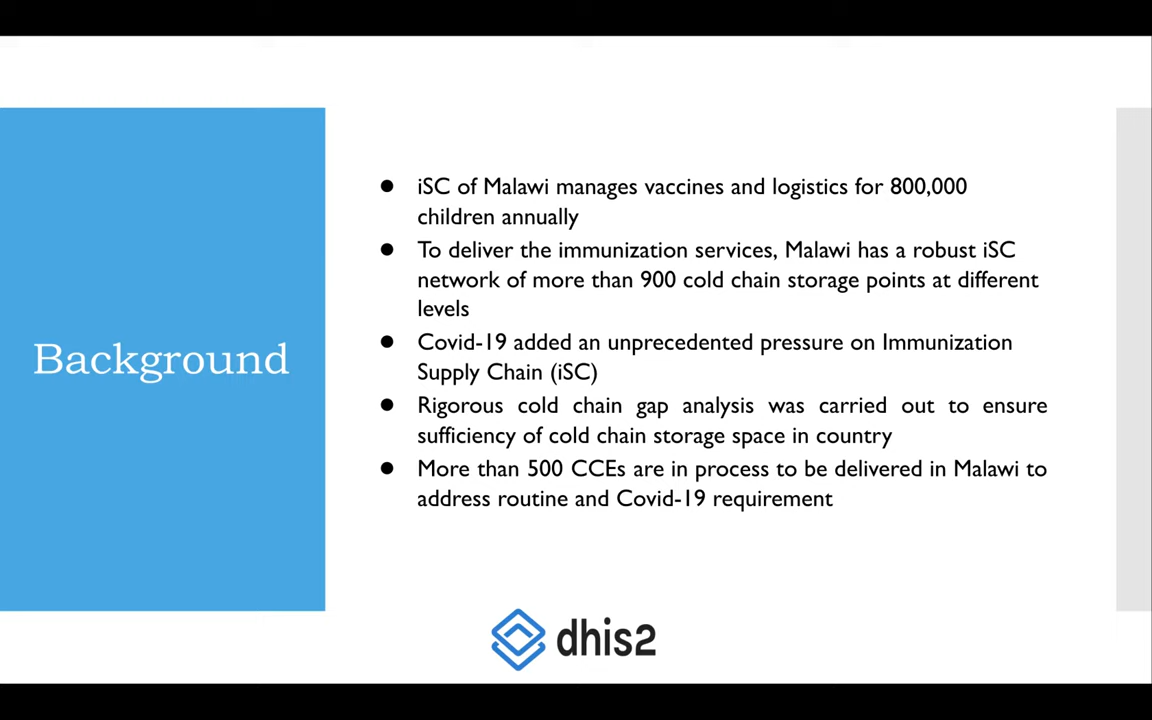 Background
● iSC of Malawi manages vaccines and logistics for 800,000
children annually
● To deliver the immunization services, Malawi has a robust iSC
network of more than 900 cold chain storage points at different
levels
● Covid-19 added an unprecedented pressure on Immunization
Supply Chain (iSC)
● Rigorous cold chain gap analysis was carried out to ensure
sufficiency of cold chain storage space in country
● More than 500 CCEs are in process to be delivered in Malawi to
address routine and Covid-19 requirement
dhis2